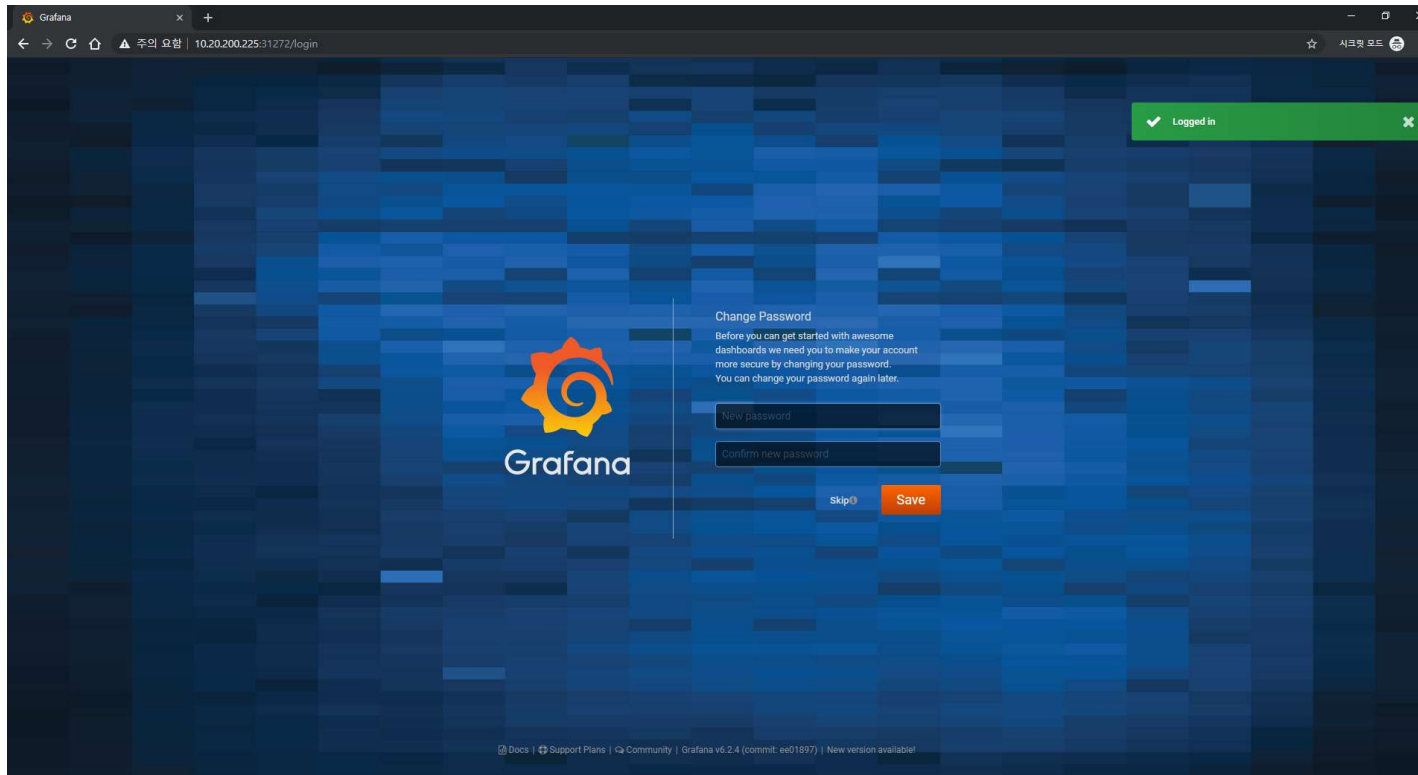 Grafana
주의 요함 | 10.20.200.225:31272/login
시크릿 모드
Logged in
Change Password
Before you can get started with awesome
dashboards we need you to make your account
more secure by changing your password.
You can change your password again later.
New password
Confirm new password
Grafana
Skip
Save
Docs | Support Plans | Community | Grafana v6.2.4 (commit: ee01897) | New version available!